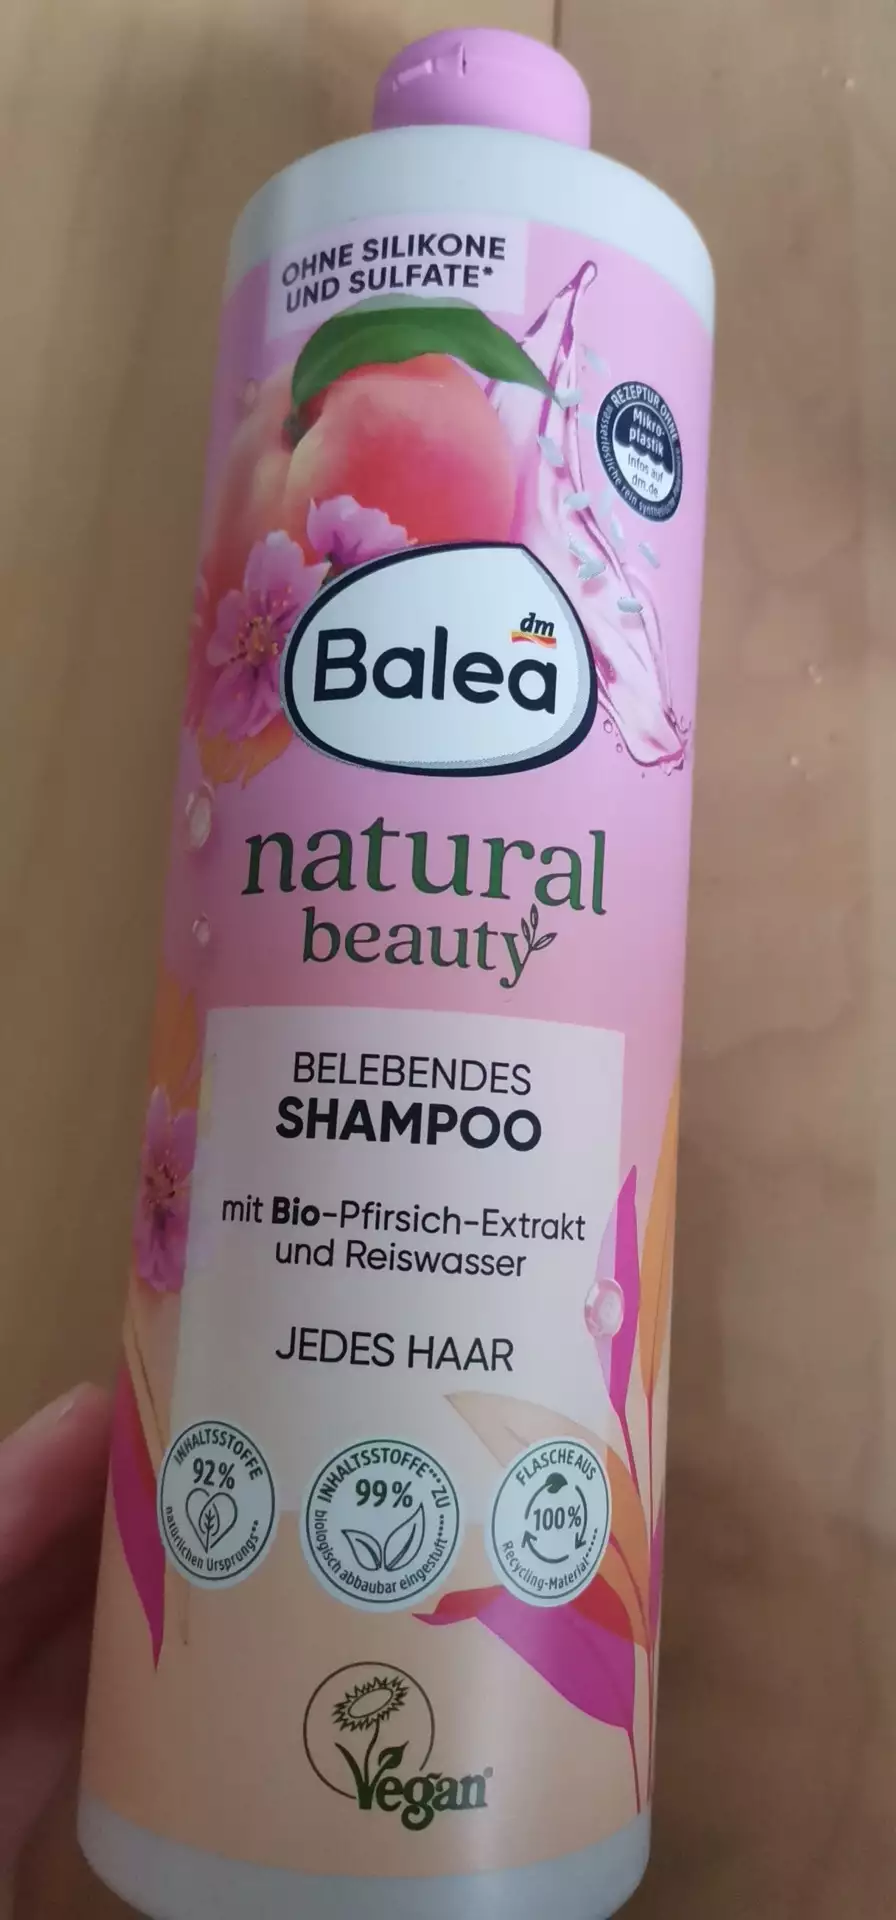 OHNE SILIKONE
UND SULFATE*
REZEPTUR OHNE
Mikro-
plastik
Infos auf
dm.de
dm
Balea
natural
beauty
BELEBENDES
SHAMPOO
mit Bio-Pfirsich-Extrakt
und Reiswasser
JEDES HAAR
INHALTSSTOFFE
92%
natürlichen Ursprungs**
INHALTSSTOFFE*** ZU
99%
biologisch abbaubar eingestuft****
FLASCHE AUS
100%
Recycling-Material
Vegan